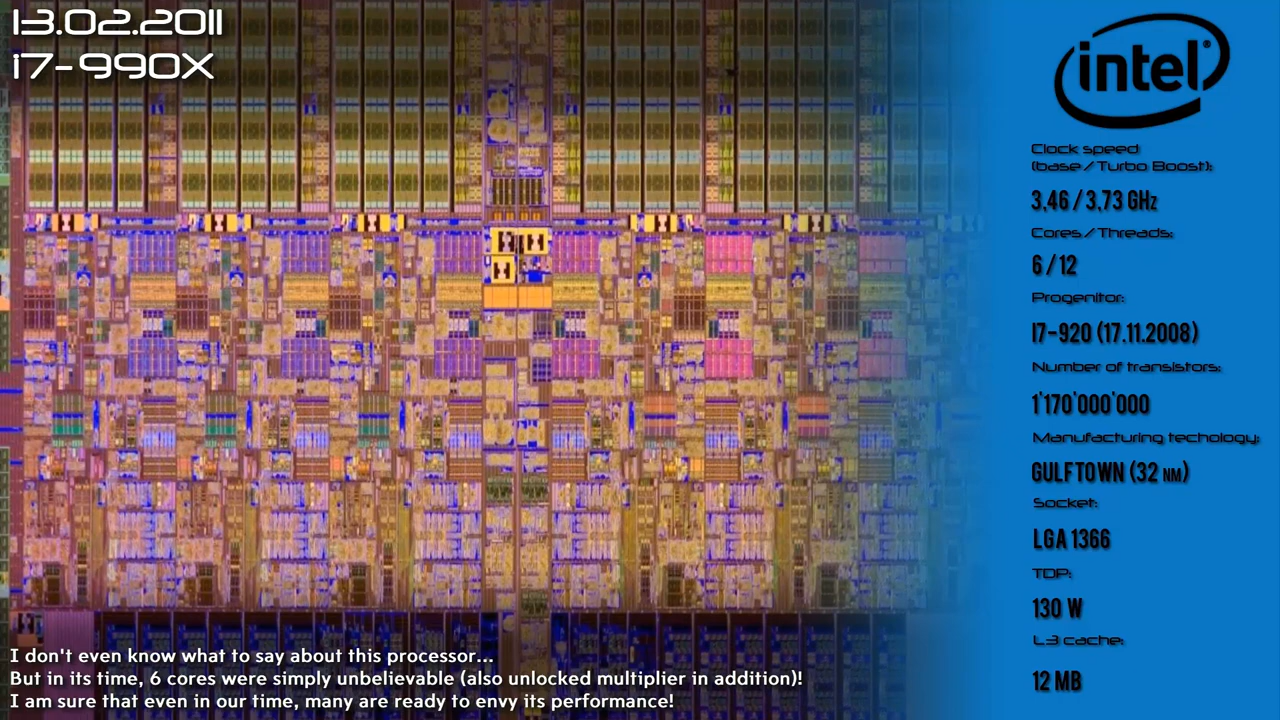 13.02.2011
i7-990X
intel®
Clock speed
(base/Turbo Boost):
3,46 / 3,73 GHz
Cores/Threads:
6 / 12
Progenitor:
I7-920 (17.11.2008)
Number of transistors:
1'170'000'000
Manufacturing techology:
GULFTOWN (32 NM)
Socket:
LGA 1366
TDP:
130 W
L3 cache:
12 MB
I don't even know what to say about this processor...
But in its time, 6 cores were simply unbelievable (also unlocked multiplier in addition)!
I am sure that even in our time, many are ready to envy its performance!